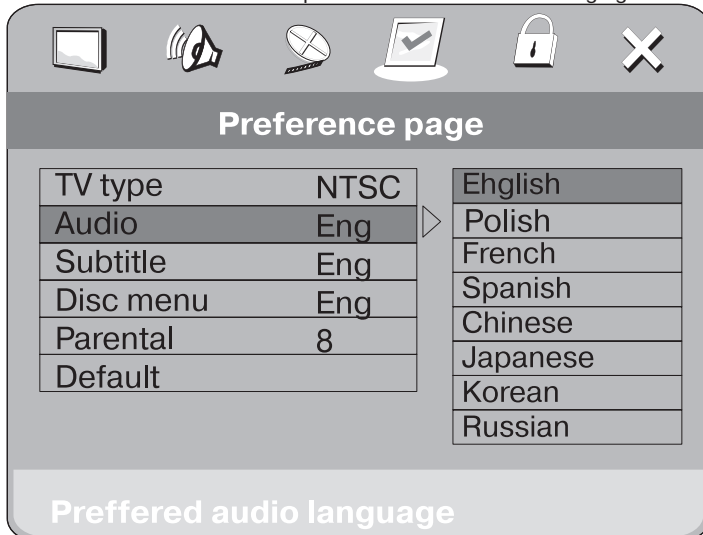 Preference page
TV type NTSC
Audio Eng
Subtitle Eng
Disc menu Eng
Parental 8
Default
Ehglish
Polish
French
Spanish
Chinese
Japanese
Korean
Russian
Preffered audio language